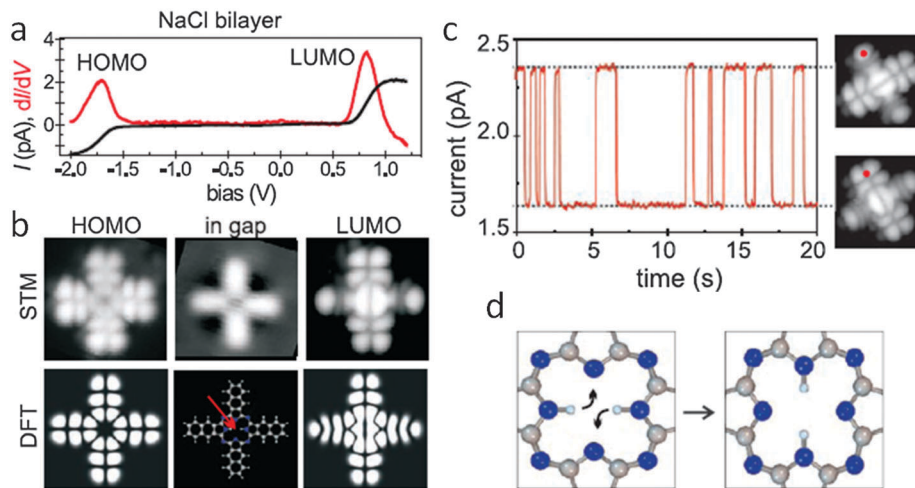 a
NaCl bilayer
HOMO
LUMO
I (pA), dI/dV
4
2
0
-2.0 -1.5 -1.0 -0.5 0.0 0.5 1.0
bias (V)
b
HOMO in gap LUMO
STM
DFT
c
current (pA)
2.5
2.0
1.5
0 5 10 15 20
time (s)
d